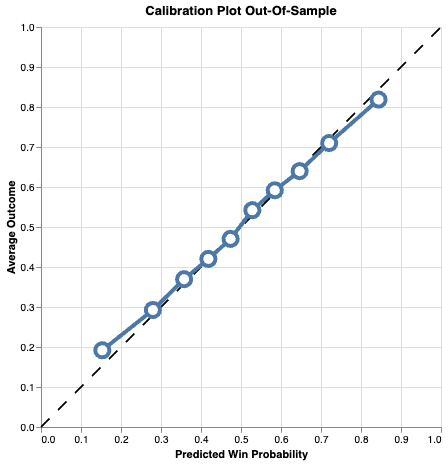 Calibration Plot Out-Of-Sample
1.0
0.9
0.8
0.7
0.6
0.5
0.4
0.3
0.2
0.1
0.0
Average Outcome
0.0 0.1 0.2 0.3 0.4 0.5 0.6 0.7 0.8 0.9 1.0
Predicted Win Probability